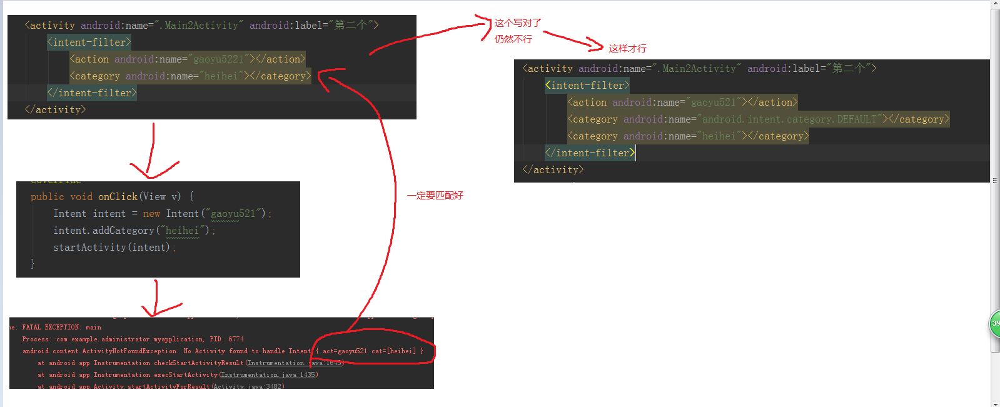 <activity android:name=".Main2Activity" android:label="第二个">
<intent-filter>
<action android:name="gaoyu5221"></action>
<category android:name="heihei"></category>
</intent-filter>
</activity>
这个写对了
仍然不行
这样才行
<activity android:name=".Main2Activity" android:label="第二个">
<intent-filter>
<action android:name="gaoyu521"></action>
<category android:name="android.intent.category.DEFAULT"></category>
<category android:name="heihei"></category>
</intent-filter>
</activity>
public void onClick(View v) {
Intent intent = new Intent("gaoyu521");
intent.addCategory("heihei");
startActivity(intent);
}
一定要匹配好
FATAL EXCEPTION: main
Process: com.example.administrator.myapplication, PID: 6774
android.content.ActivityNotFoundException: No Activity found to handle Intent { act=gaoyu521 cat=[heihei] }
at android.app.Instrumentation.checkStartActivityResult(Instrumentation.java:1643)
at android.app.Instrumentation.execStartActivity(Instrumentation.java:1435)
at android.app.Activity.startActivityForResult(Activity.java:3482)
39